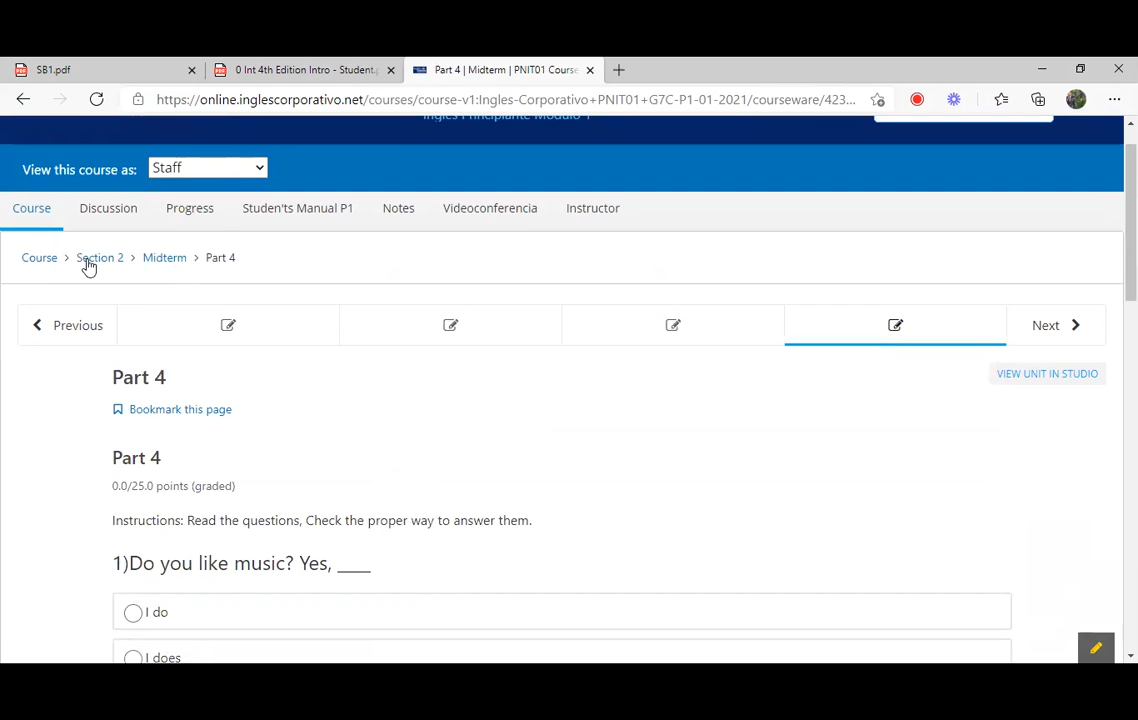 SB1.pdf
0 Int 4th Edition Intro - Student.p
Part 4 | Midterm | PNIT01 Course
https://online.inglescorporativo.net/courses/course-v1:Ingles-Corporativo+PNIT01+G7C-P1-01-2021/courseware/423...
Ingles Principiante Modulo 1
View this course as: Staff
Course Discussion Progress Studen'ts Manual P1 Notes Videoconferencia Instructor
Course > Section 2 > Midterm > Part 4
Previous
Next
Part 4
VIEW UNIT IN STUDIO
Bookmark this page
Part 4
0.0/25.0 points (graded)
Instructions: Read the questions, Check the proper way to answer them.
1)Do you like music? Yes, ____
I do
I does